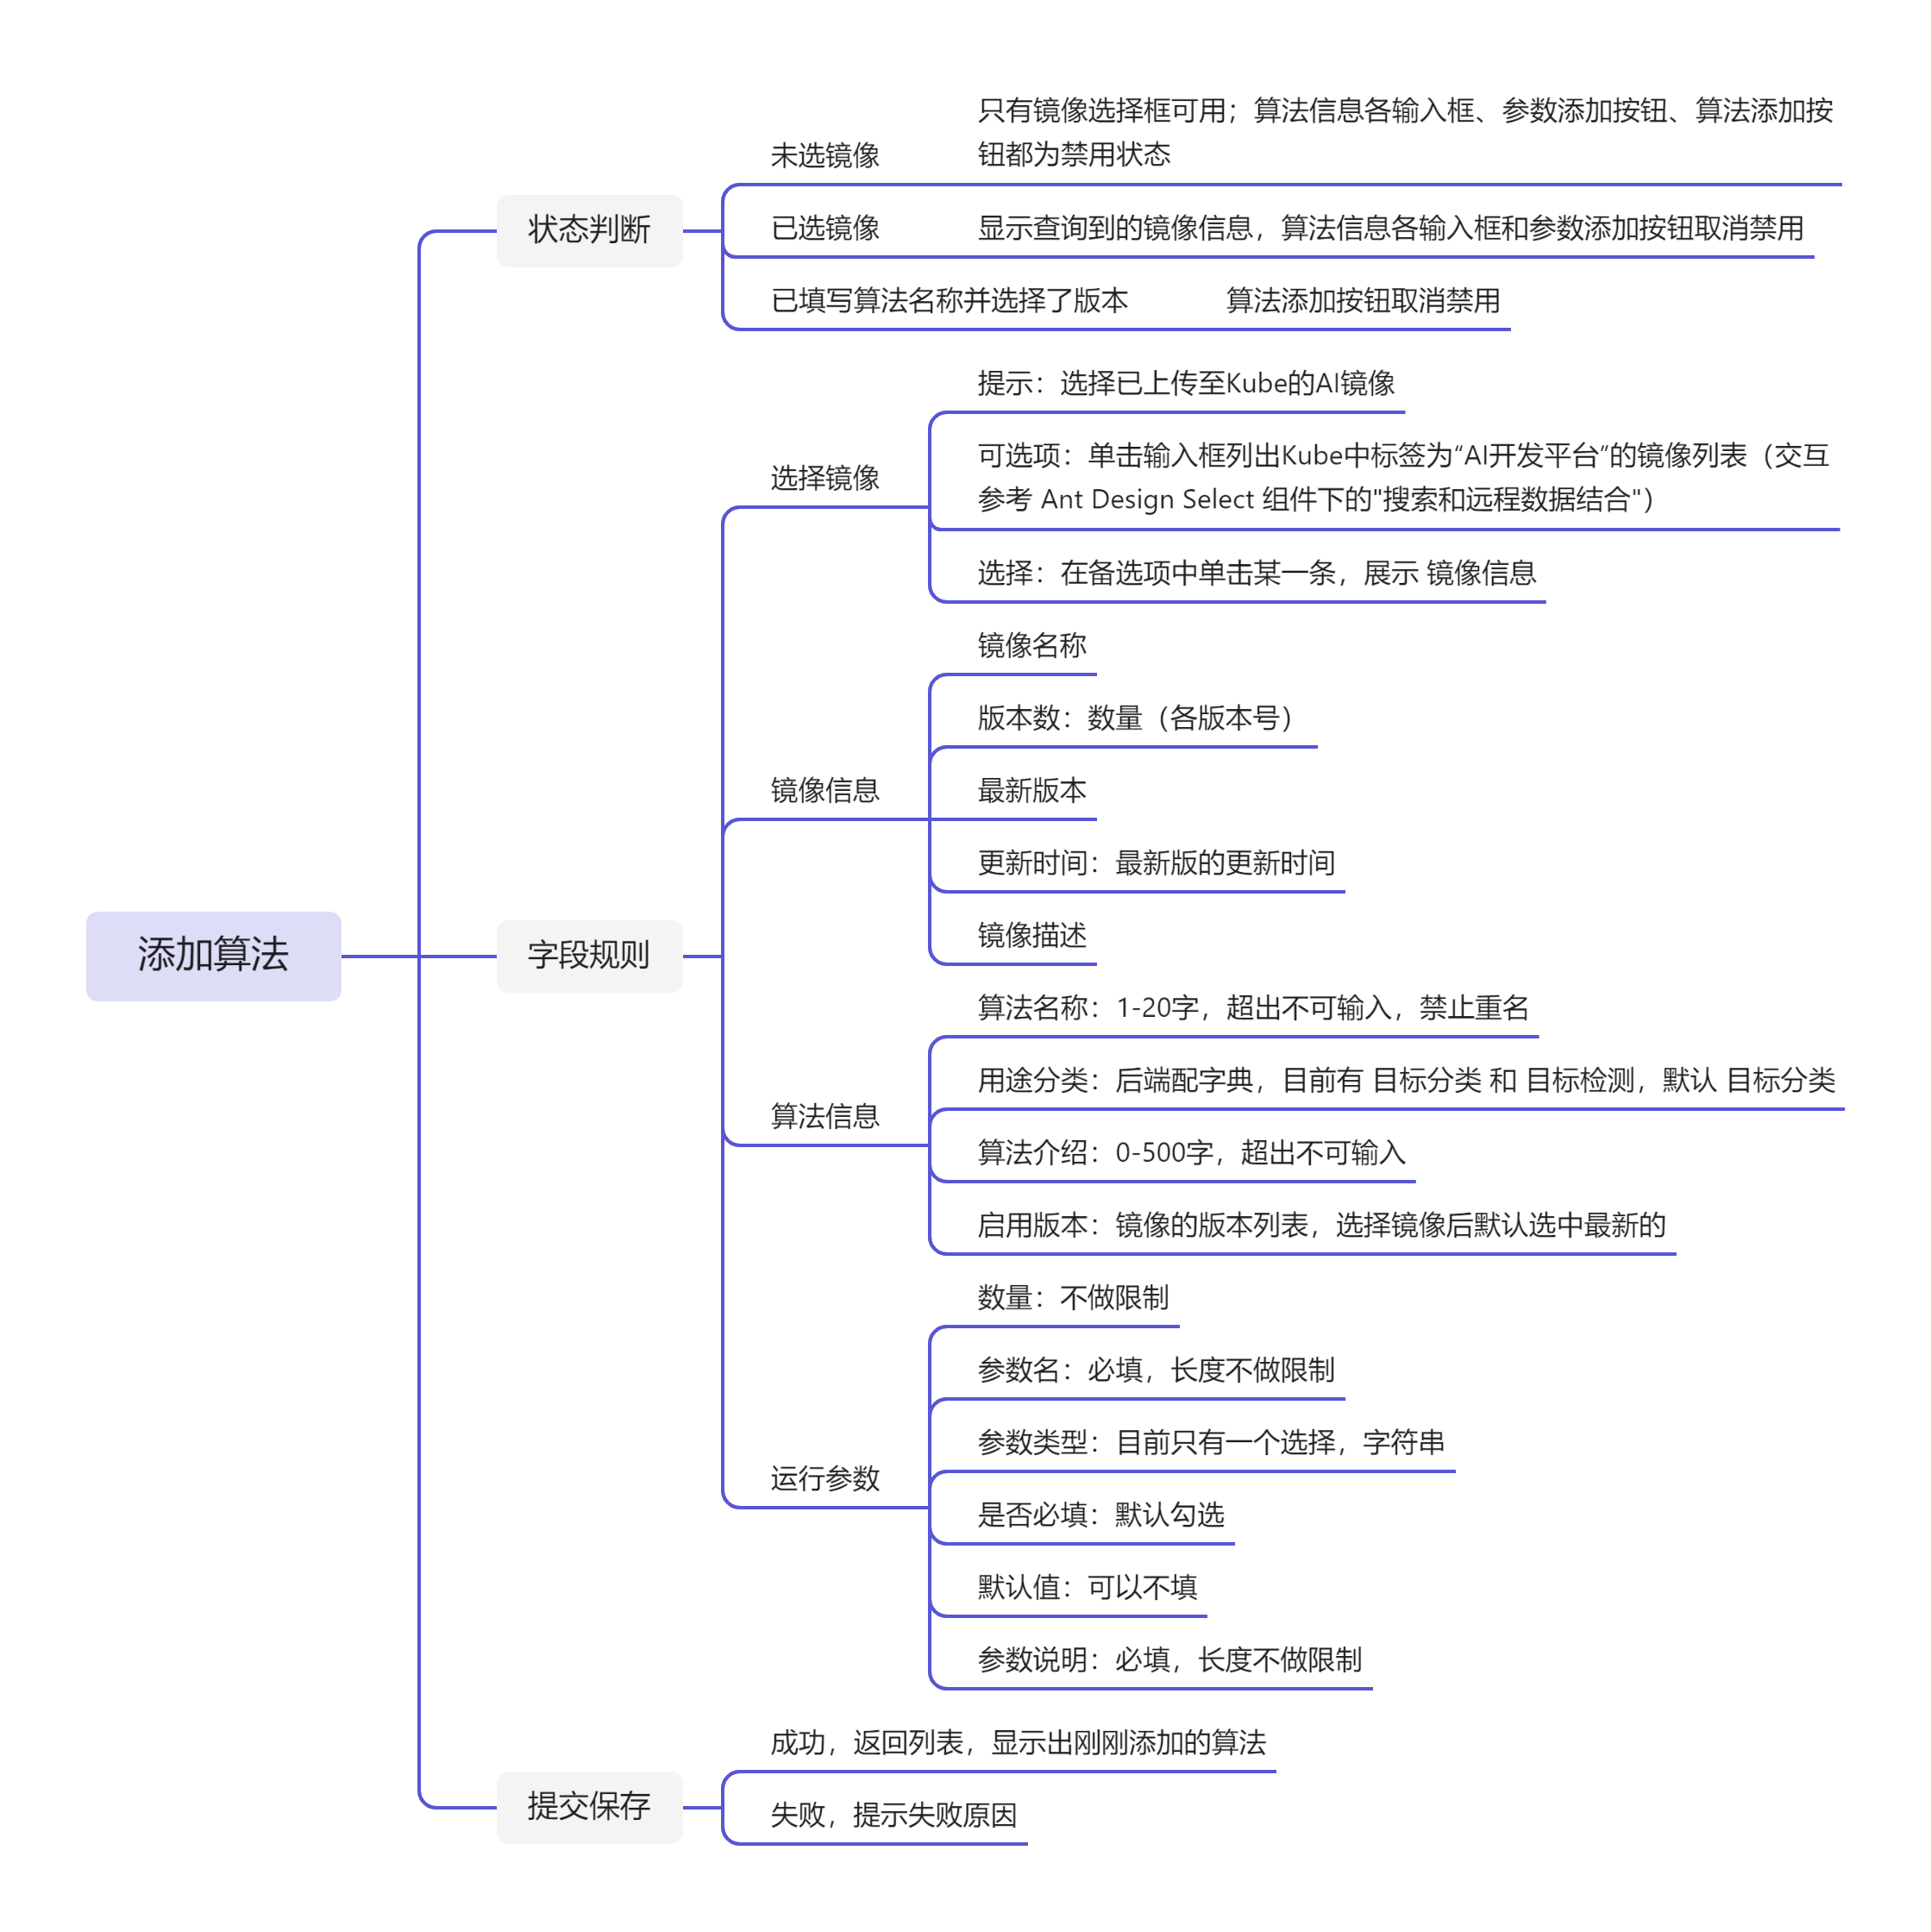 添加算法
状态判断
未选镜像
只有镜像选择框可用；算法信息各输入框、参数添加按钮、算法添加按
钮都为禁用状态
已选镜像
显示查询到的镜像信息，算法信息各输入框和参数添加按钮取消禁用
已填写算法名称并选择了版本
算法添加按钮取消禁用
字段规则
选择镜像
提示：选择已上传至Kube的AI镜像
可选项：单击输入框列出Kube中标签为“AI开发平台”的镜像列表（交互
参考 Ant Design Select 组件下的"搜索和远程数据结合"）
选择：在备选项中单击某一条，展示 镜像信息
镜像信息
镜像名称
版本数：数量（各版本号）
最新版本
更新时间：最新版的更新时间
镜像描述
算法信息
算法名称：1-20字，超出不可输入，禁止重名
用途分类：后端配字典，目前有 目标分类 和 目标检测，默认 目标分类
算法介绍：0-500字，超出不可输入
启用版本：镜像的版本列表，选择镜像后默认选中最新的
运行参数
数量：不做限制
参数名：必填，长度不做限制
参数类型：目前只有一个选择，字符串
是否必填：默认勾选
默认值：可以不填
参数说明：必填，长度不做限制
提交保存
成功，返回列表，显示出刚刚添加的算法
失败，提示失败原因